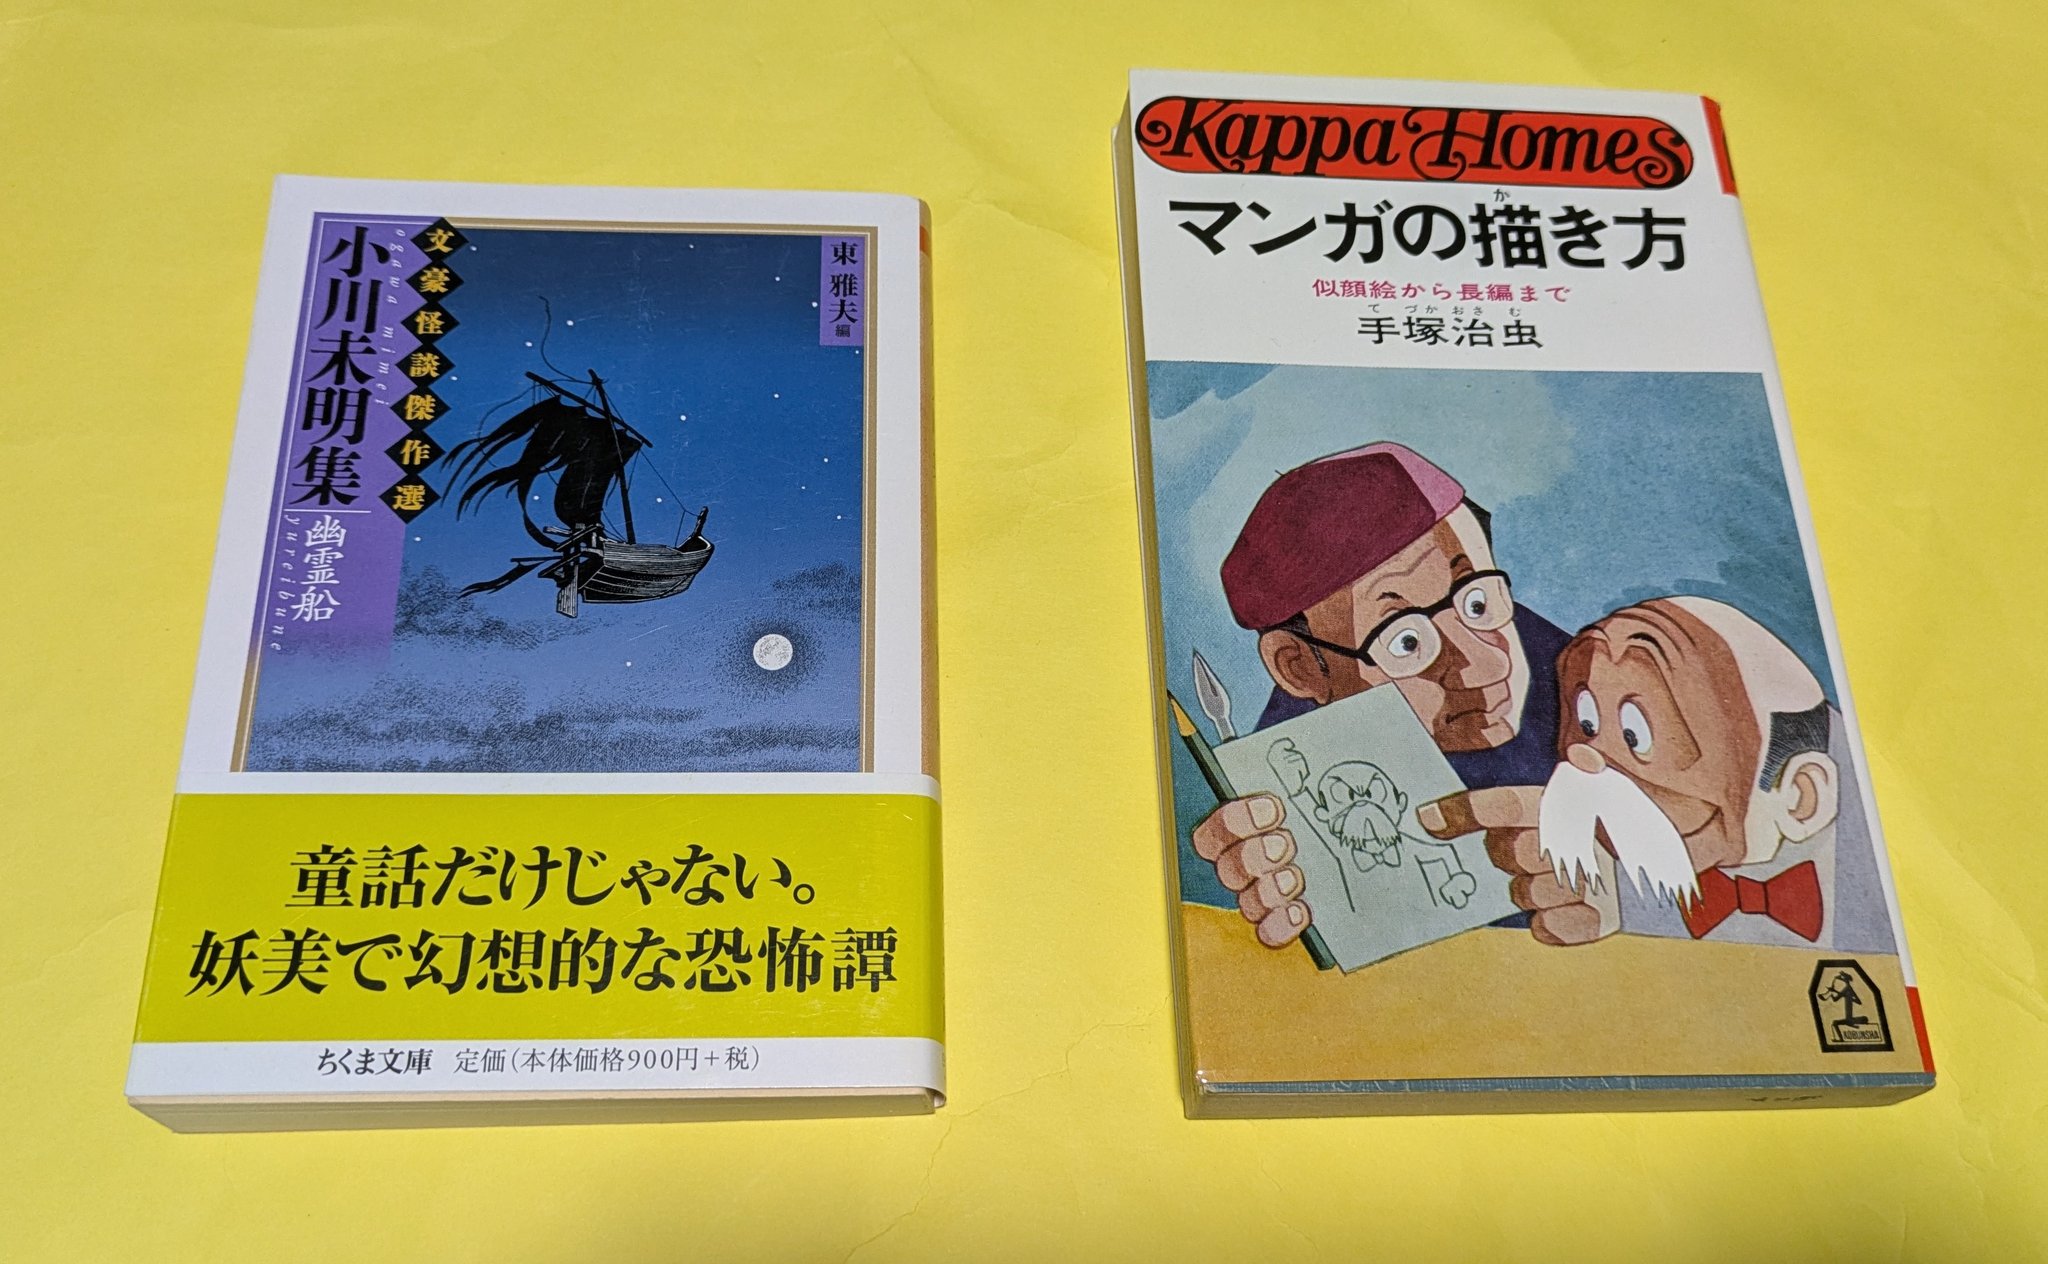 文豪怪談傑作選
ogawa mimei
小川未明集
幽霊船
yureibune
東 雅夫 編
童話だけじゃない。
妖美で幻想的な恐怖譚
ちくま文庫 定価(本体価格900円+税)
Kappa Homes
か
マンガの描き方
似顔絵から長編まで
てづかおさむ
手塚治虫
KOBUNSHA